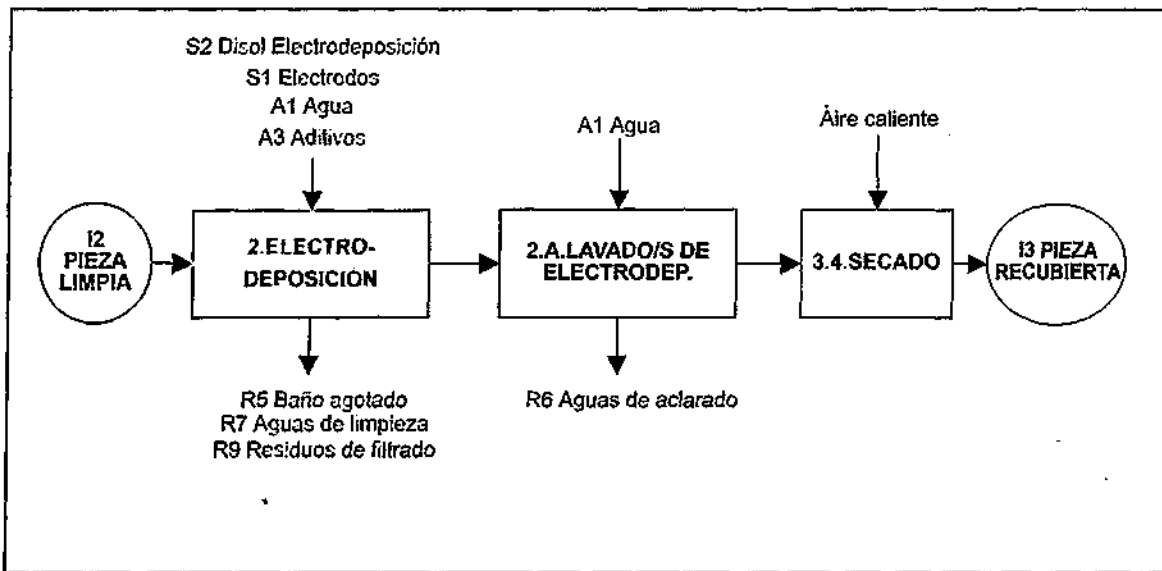 S2 Disol Electrodeposición
S1 Electrodos
A1 Agua
A3 Aditivos
A1 Agua
Àire caliente
I2
PIEZA
LIMPIA
2.ELECTRO-
DEPOSICIÓN
2.A.LAVADO/S DE
ELECTRODEP.
3.4.SECADO
I3 PIEZA
RECUBIERTA
R5 Baño agotado
R7 Aguas de limpieza
R9 Residuos de filtrado
R6 Aguas de aclarado